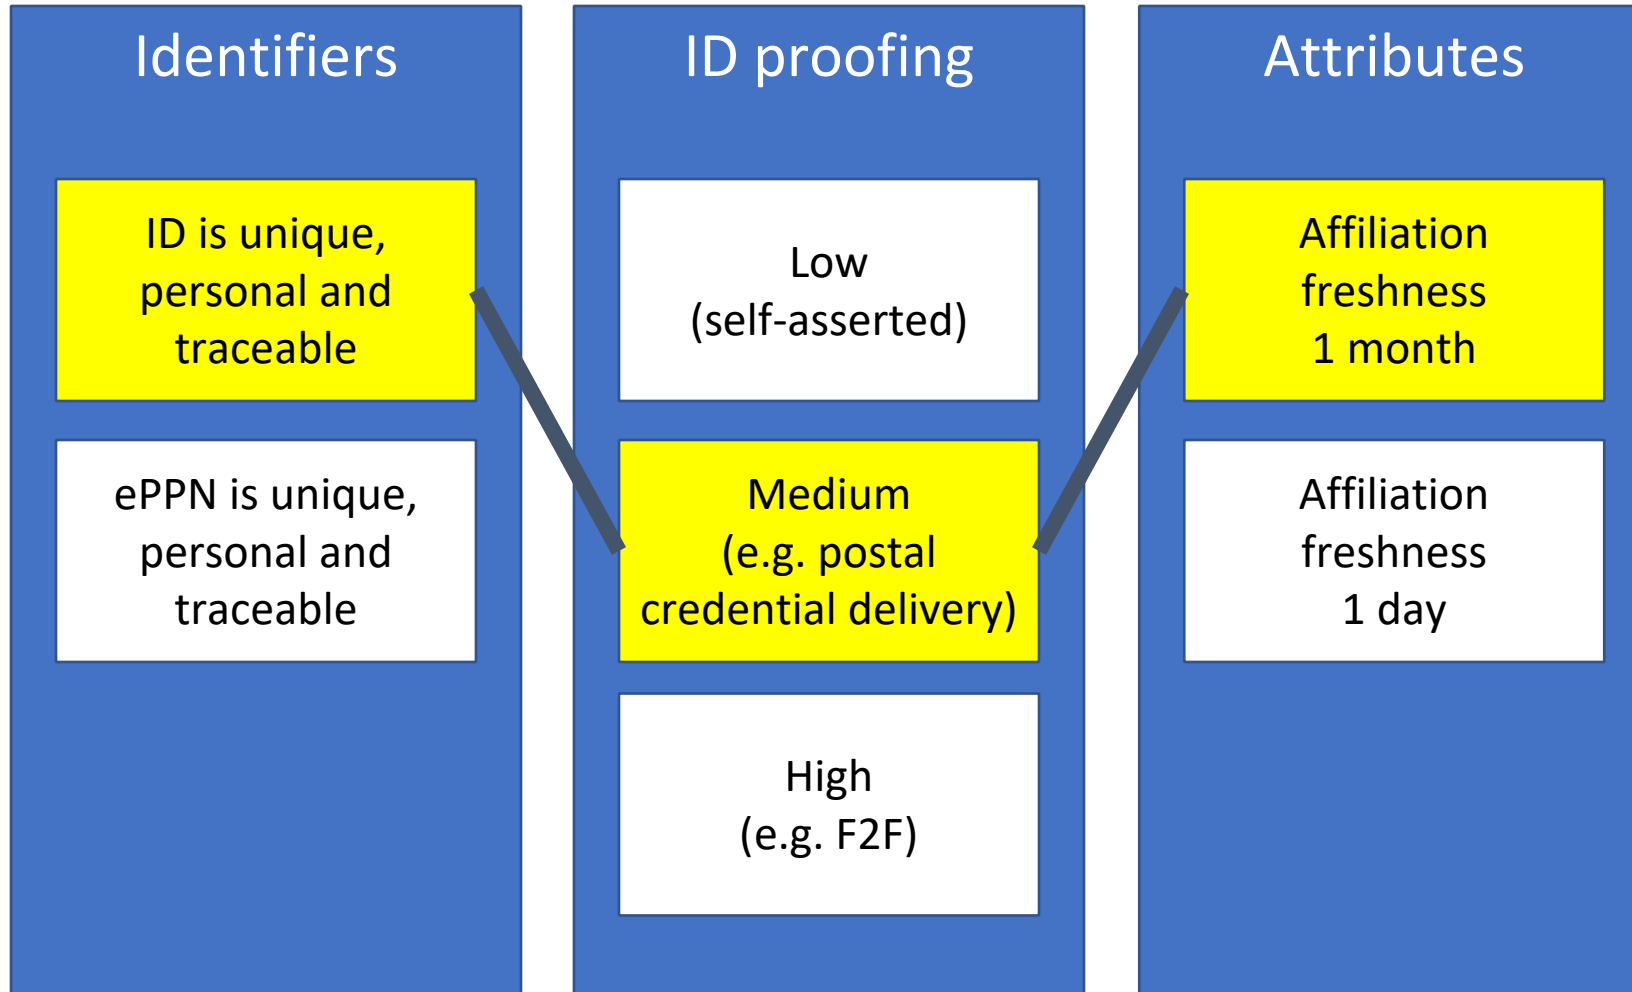 Identifiers
ID is unique,
personal and
traceable
ePPN is unique,
personal and
traceable
ID proofing
Low
(self-asserted)
Medium
(e.g. postal
credential delivery)
High
(e.g. F2F)
Attributes
Affiliation
freshness
1 month
Affiliation
freshness
1 day